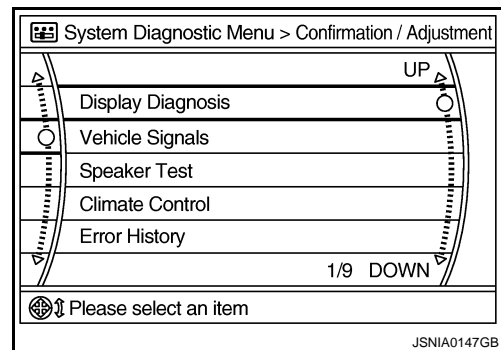 System Diagnostic Menu > Confirmation / Adjustment
UP
Display Diagnosis
Vehicle Signals
Speaker Test
Climate Control
Error History
1/9 DOWN
Please select an item
JSNIA0147GB